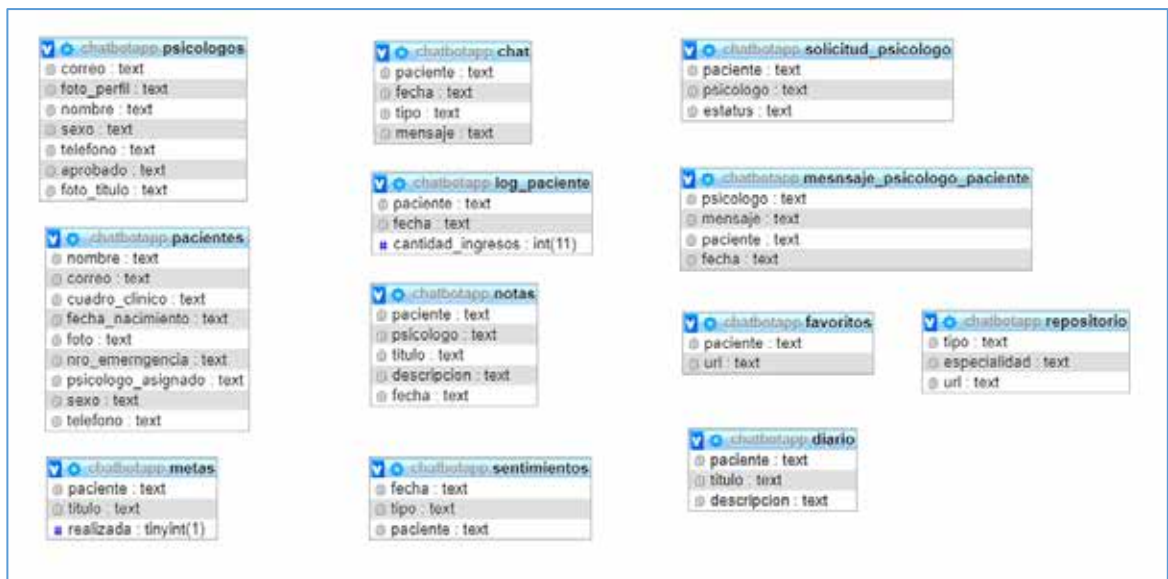 chatbotapp psicologos
correo : text
foto_perfil : text
nombre : text
sexo : text
telefono : text
aprobado : text
foto_titulo : text
chatbotapp pacientes
nombre : text
correo : text
cuadro_clinico : text
fecha_nacimiento : text
foto : text
nro_emerngencia : text
psicologo_asignado : text
sexo : text
telefono : text
chatbotapp metas
paciente : text
titulo : text
# realizada : tinyint(1)
chatbotapp chat
paciente : text
fecha : text
tipo : text
mensaje : text
chatbotapp log_paciente
paciente : text
fecha : text
# cantidad_ingresos : int(11)
chatbotapp notas
paciente : text
psicologo : text
titulo : text
descripcion : text
fecha : text
chatbotapp sentimientos
fecha : text
tipo : text
paciente : text
chatbotapp solicitud_psicologo
paciente : text
psicologo : text
estatus : text
chatbotapp mesnsaje_psicologo_paciente
psicologo : text
mensaje : text
paciente : text
fecha : text
chatbotapp favoritos
paciente : text
url : text
chatbotapp repositorio
tipo : text
especialidad : text
url : text
chatbotapp diario
paciente : text
titulo : text
descripcion : text